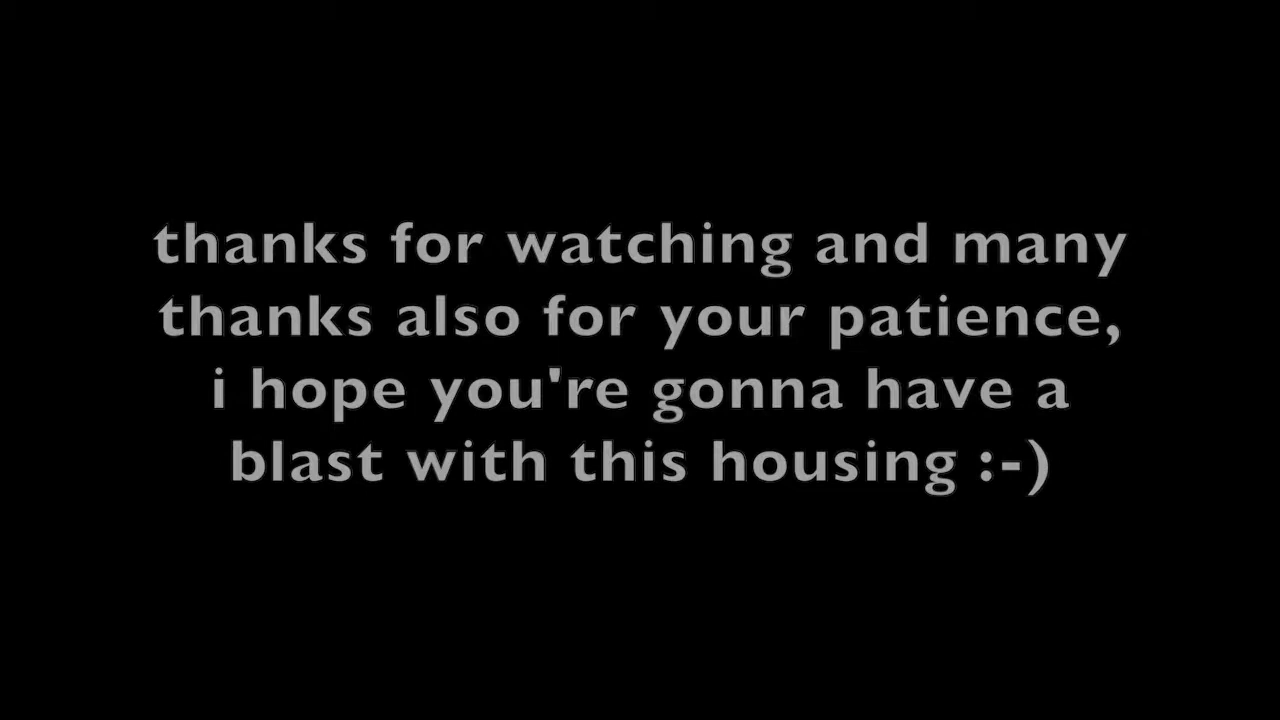 thanks for watching and many
thanks also for your patience,
i hope you're gonna have a
blast with this housing :-)